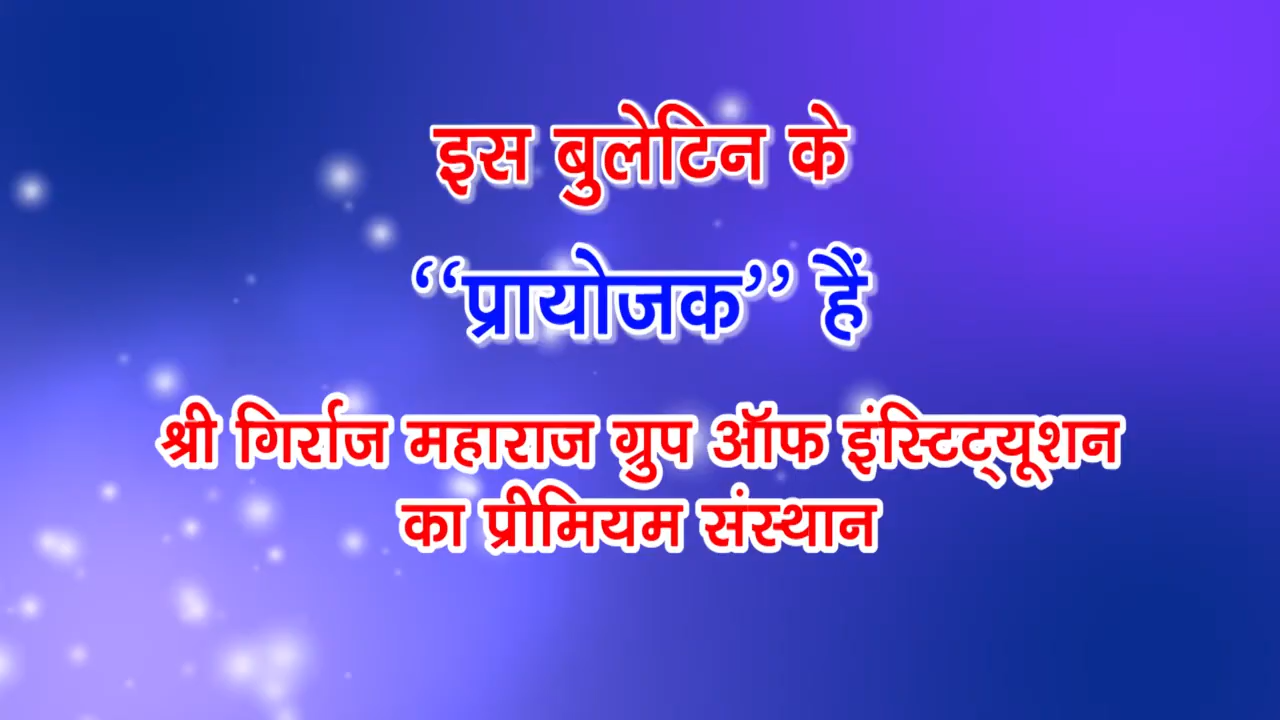 इस बुलेटिन के
“प्रायोजक” हैं
श्री गिर्राज महाराज ग्रुप ऑफ इंस्टिट्यूशन
का प्रीमियम संस्थान